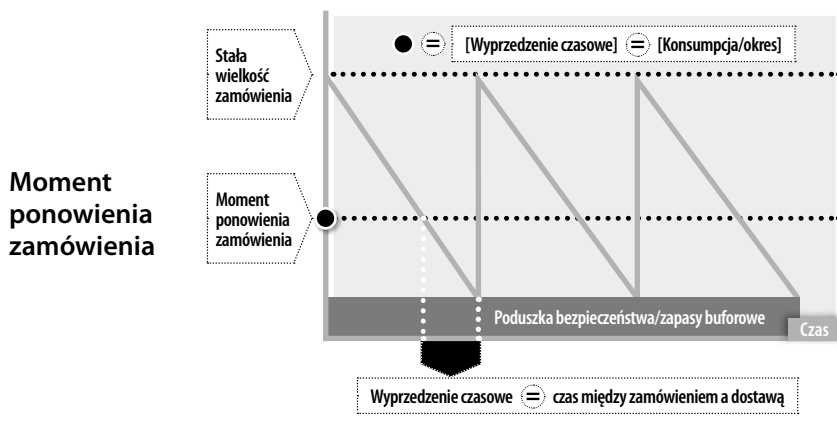 Stała
wielkość
zamówienia
= [Wyprzedzenie czasowe] = [Konsumpcja/okres]
Moment
ponowienia
zamówienia
Moment
ponowienia
zamówienia
Poduszka bezpieczeństwa/zapasy buforowe
Czas
Wyprzedzenie czasowe = czas między zamówieniem a dostawą